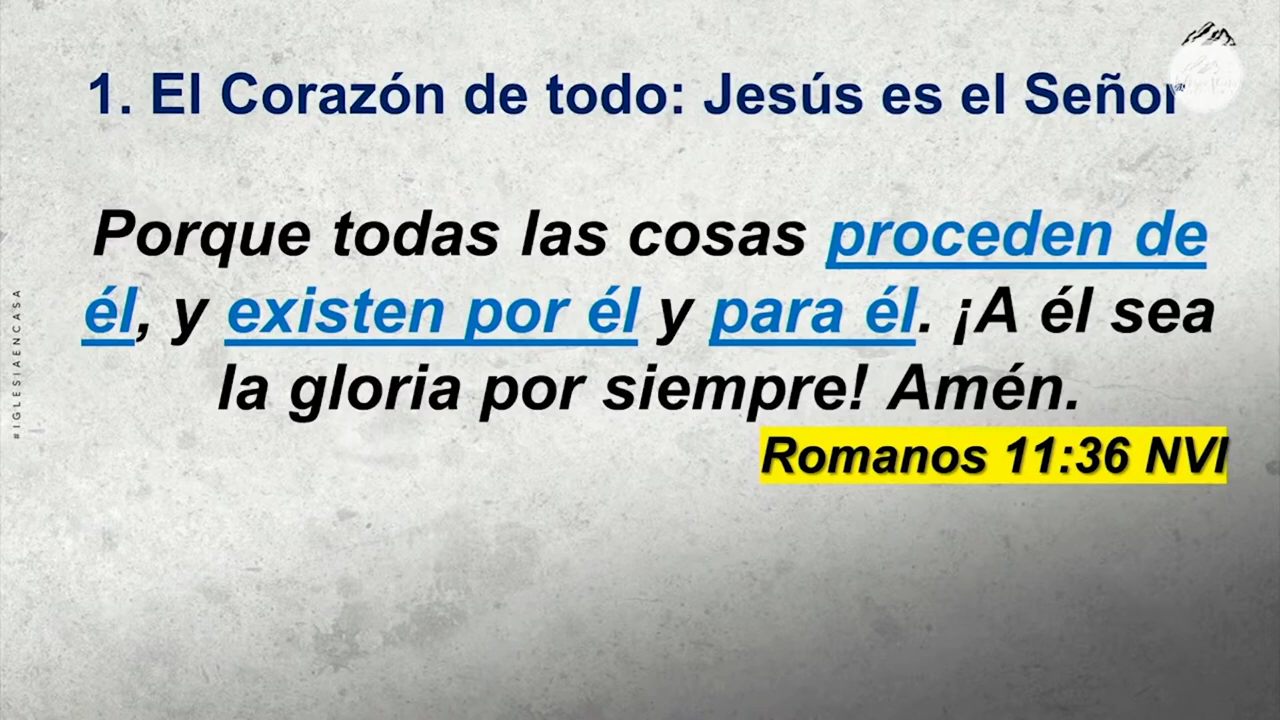 1. El Corazón de todo: Jesús es el Señor
Porque todas las cosas proceden de
él, y existen por él y para él. ¡A él sea
la gloria por siempre! Amén.
Romanos 11:36 NVI
#IGLESIAENCASA